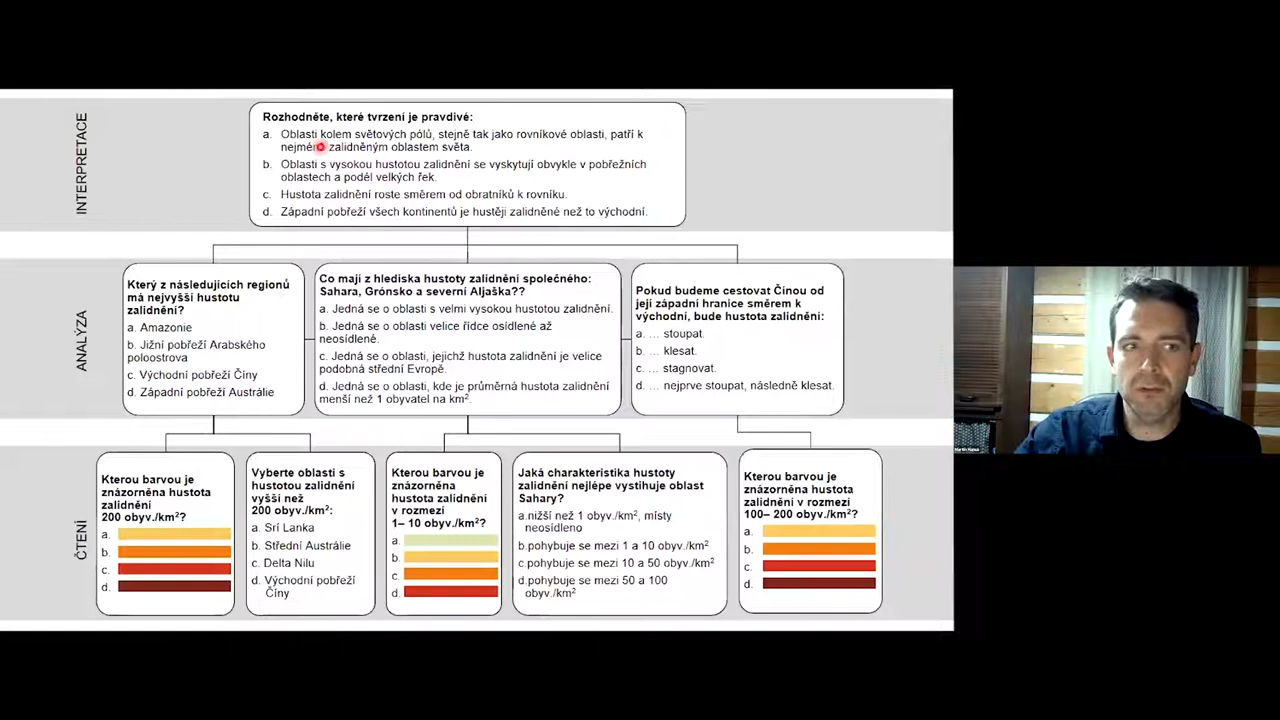 INTERPRETACE
Rozhodněte, které tvrzení je pravdivé:
a. Oblasti kolem světových pólů, stejně tak jako rovníkové oblasti, patří k
nejméně zalidněným oblastem světa.
b. Oblasti s vysokou hustotou zalidnění se vyskytují obvykle v pobřežních
oblastech a podél velkých řek.
c. Hustota zalidnění roste směrem od obratníků k rovníku.
d. Západní pobřeží všech kontinentů je hustěji zalidněné než to východní.
ANALÝZA
Který z následujících regionů
má nejvyšší hustotu
zalidnění?
a. Amazonie
b. Jižní pobřeží Arabského
poloostrova
c. Východní pobřeží Číny
d. Západní pobřeží Austrálie
Co mají z hlediska hustoty zalidnění společného:
Sahara, Grónsko a severní Aljaška??
a. Jedná se o oblasti s velmi vysokou hustotou zalidnění.
b. Jedná se o oblasti velice řídce osídlené až
neosídlené.
c. Jedná se o oblasti, jejichž hustota zalidnění je velice
podobná střední Evropě.
d. Jedná se o oblasti, kde je průměrná hustota zalidnění
menší než 1 obyvatel na km².
Pokud budeme cestovat Čínou od
její západní hranice směrem k
východní, bude hustota zalidnění:
a. … stoupat.
b. … klesat.
c. … stagnovat.
d. … nejprve stoupat, následně klesat.
ČTENÍ
Kterou barvou je
znázorněna hustota
zalidnění
200 obyv./km²?
a.
b.
c.
d.
Vyberte oblasti s
hustotou zalidnění
vyšší než
200 obyv./km²:
a. Srí Lanka
b. Střední Austrálie
c. Delta Nilu
d. Východní pobřeží
Číny
Kterou barvou je
znázorněna
hustota zalidnění
v rozmezí
1– 10 obyv./km²?
a.
b.
c.
d.
Jaká charakteristika hustoty
zalidnění nejlépe vystihuje oblast
Sahary?
a.nižší než 1 obyv./km², místy
neosídleno
b.pohybuje se mezi 1 a 10 obyv./km²
c.pohybuje se mezi 10 a 50 obyv./km²
d.pohybuje se mezi 50 a 100
obyv./km²
Kterou barvou je
znázorněna hustota
zalidnění v rozmezí
100– 200 obyv./km²?
a.
b.
c.
d.